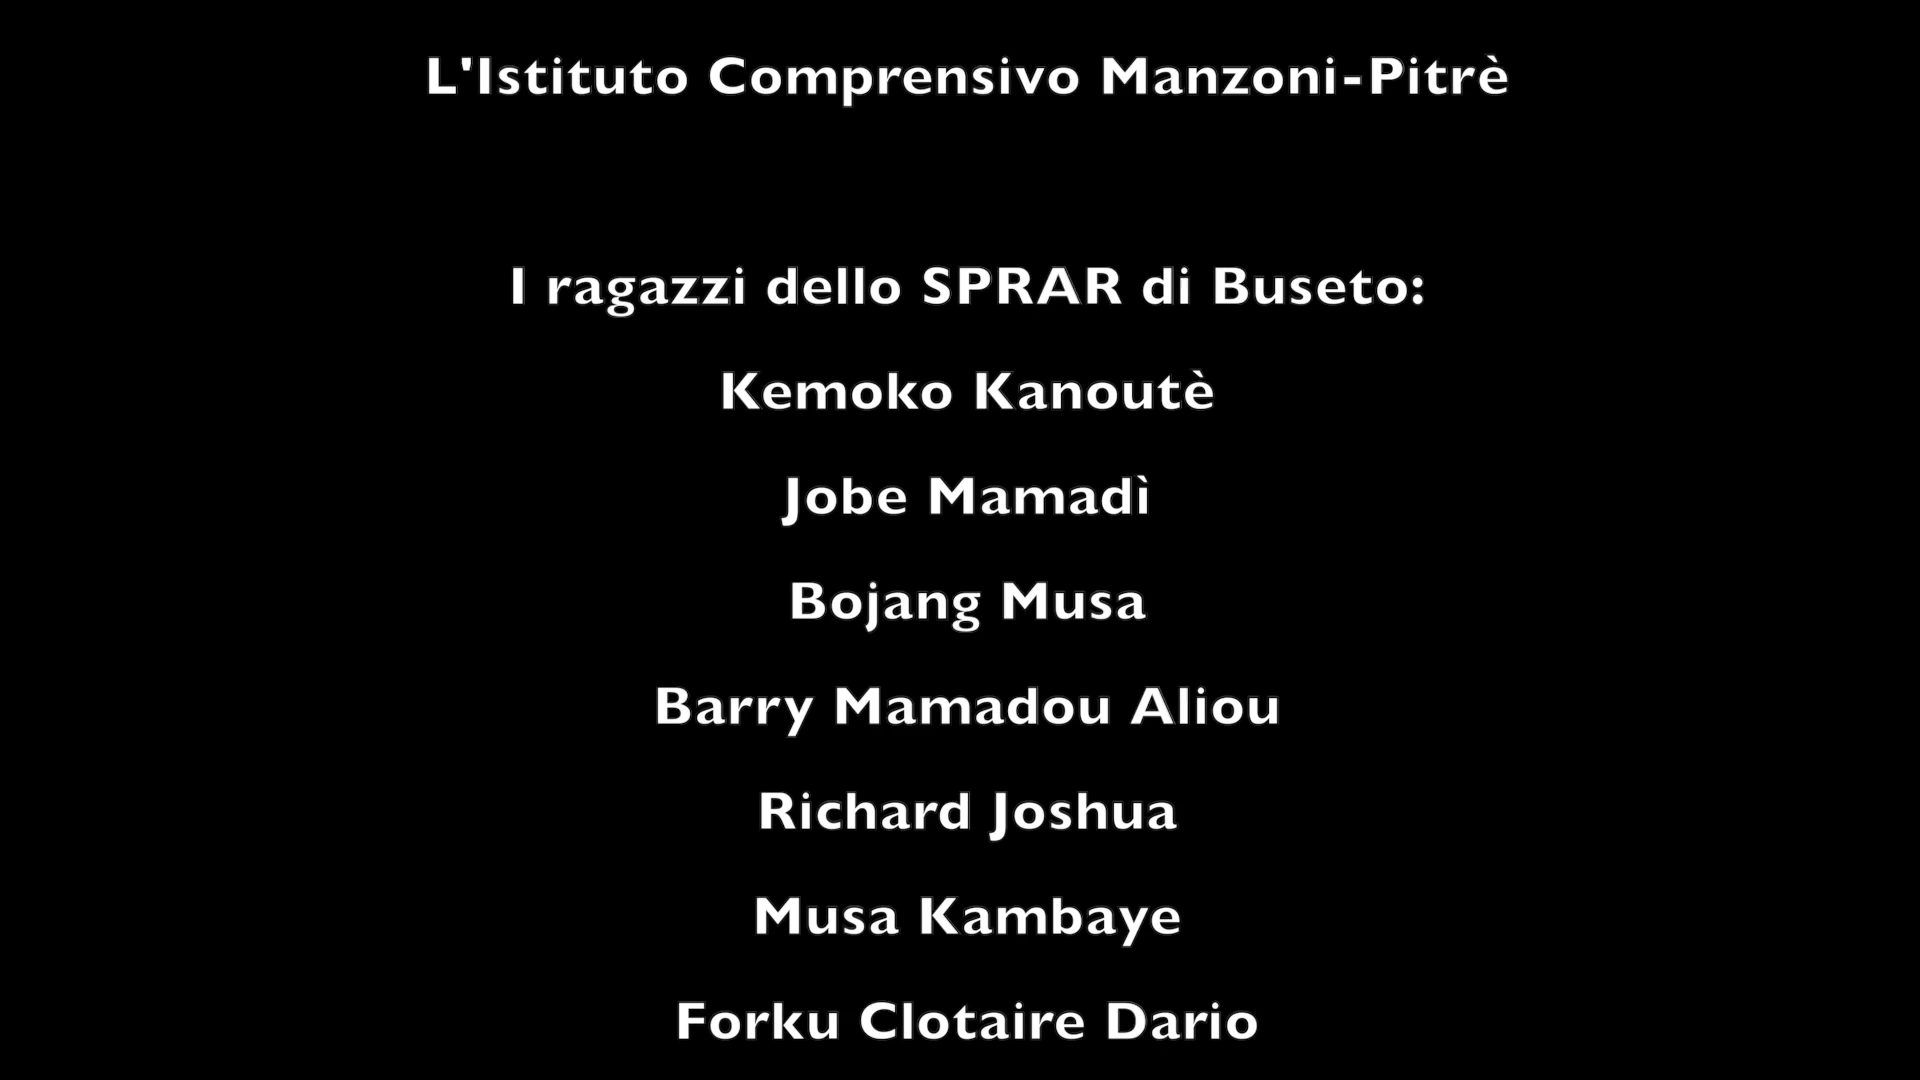 L'Istituto Comprensivo Manzoni-Pitrè
I ragazzi dello SPRAR di Buseto:
Kemoko Kanoutè
Jobe Mamadì
Bojang Musa
Barry Mamadou Aliou
Richard Joshua
Musa Kambaye
Forku Clotaire Dario